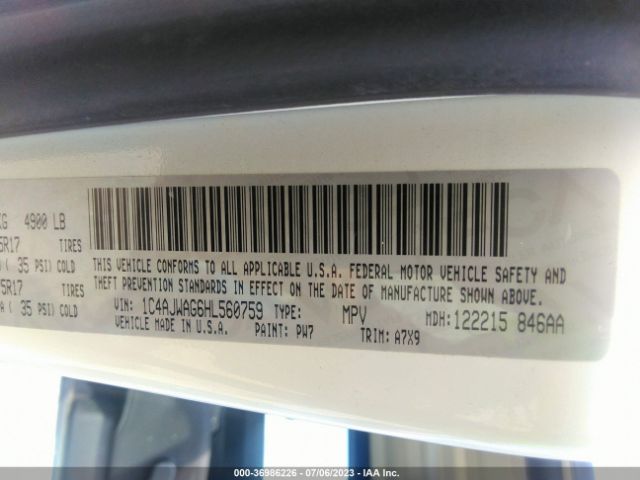 KG 4900 LB
5R17 TIRES
( 35 PSI) COLD
5R17 TIRES
A ( 35 PSI) COLD
THIS VEHICLE CONFORMS TO ALL APPLICABLE U.S.A. FEDERAL MOTOR VEHICLE SAFETY AND
THEFT PREVENTION STANDARDS IN EFFECT ON THE DATE OF MANUFACTURE SHOWN ABOVE.
VIN: 1C4AJWAG6HL560759 TYPE: MPV MDH: 122215 846AA
VEHICLE MADE IN U.S.A. PAINT: PW7 TRIM: A7X9
000-36986226 - 07/06/2023 - IAA Inc.